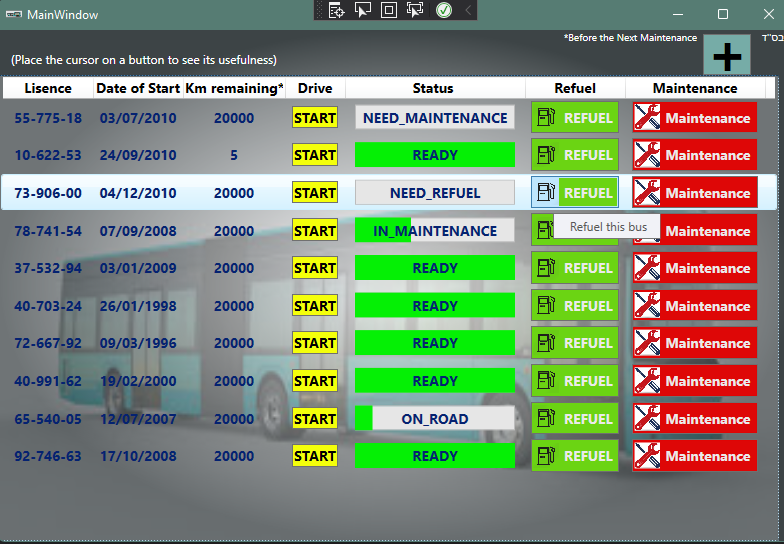 MainWindow
*Before the Next Maintenance
בס"ד
(Place the cursor on a button to see its usefulness)
+
Lisence Date of Start Km remaining* Drive Status Refuel Maintenance
55-775-18 03/07/2010 20000 START NEED_MAINTENANCE REFUEL Maintenance
10-622-53 24/09/2010 5 START READY REFUEL Maintenance
73-906-00 04/12/2010 20000 START NEED_REFUEL REFUEL Maintenance
78-741-54 07/09/2008 20000 START IN_MAINTENANCE Maintenance
Refuel this bus
37-532-94 03/01/2009 20000 START READY REFUEL Maintenance
40-703-24 26/01/1998 20000 START READY REFUEL Maintenance
72-667-92 09/03/1996 20000 START READY REFUEL Maintenance
40-991-62 19/02/2000 20000 START READY REFUEL Maintenance
65-540-05 12/07/2007 20000 START ON_ROAD REFUEL Maintenance
92-746-63 17/10/2008 20000 START READY REFUEL Maintenance